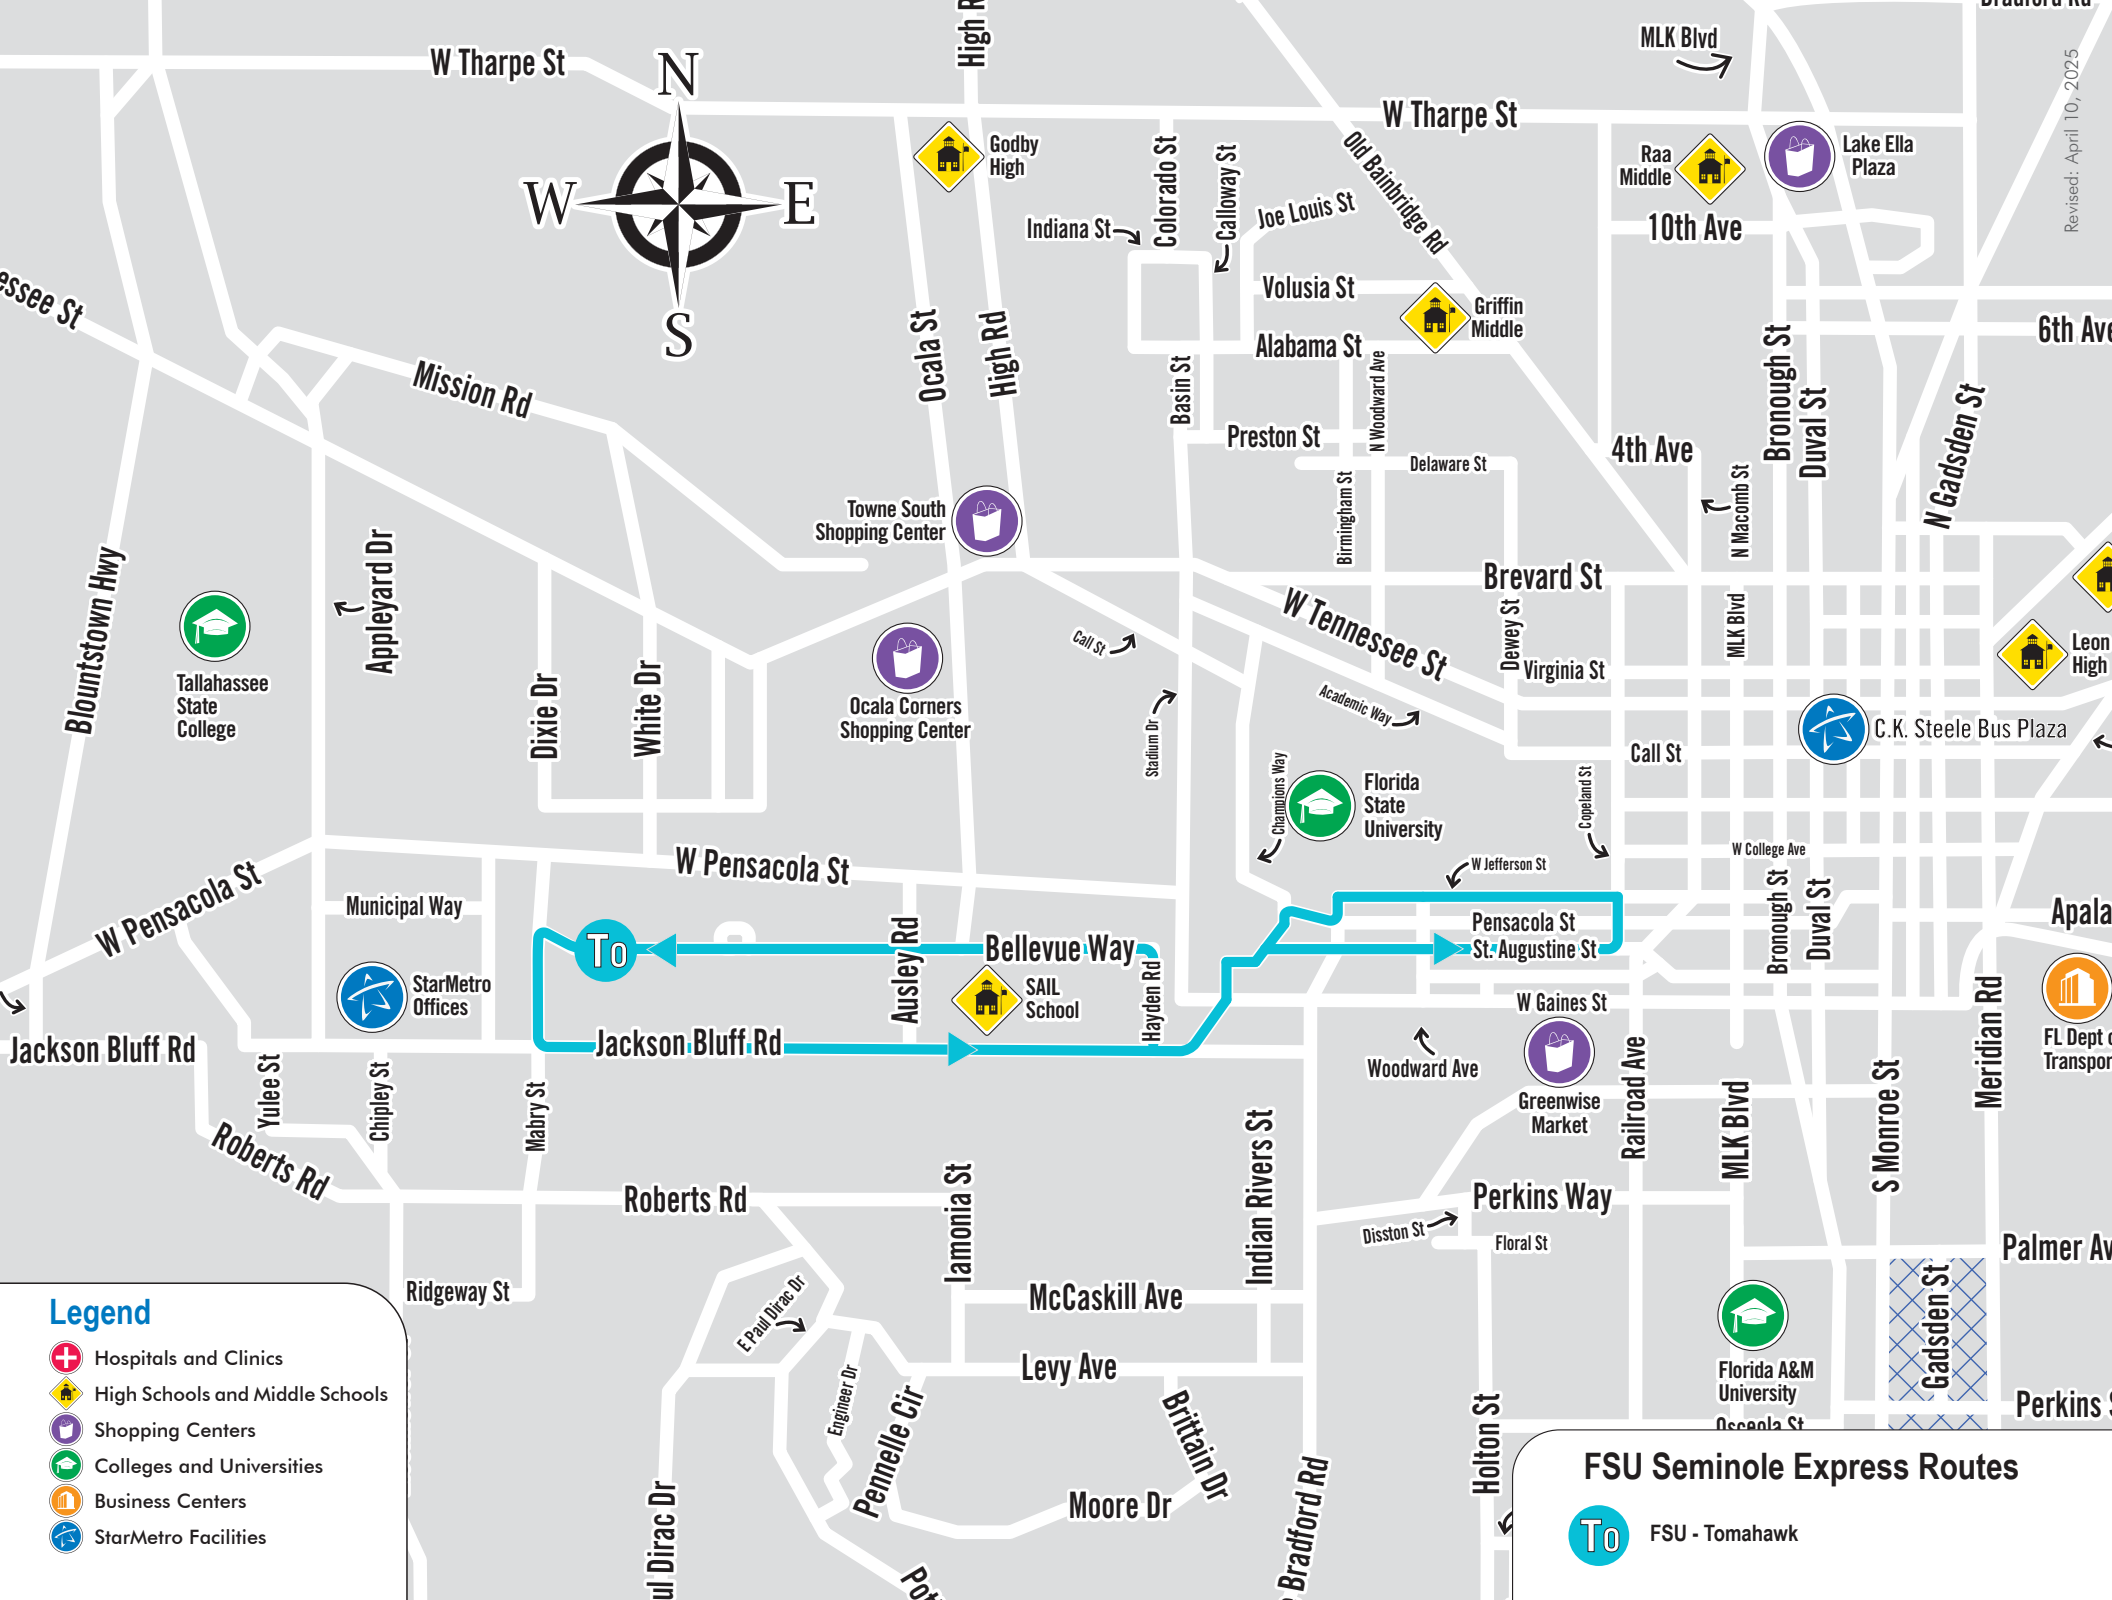 Bradford Rd
MLK Blvd
High R
W Tharpe St
N
W Tharpe St
Revised: April 10, 2025
Godby
High
Colorado St
Calloway St
Old Bainbridge Rd
Raa
Middle
Lake Ella
Plaza
W
E
Indiana St
Joe Louis St
10th Ave
essee St
S
Volusia St
Griffin
Middle
6th Ave
Ocala St
High Rd
Alabama St
Mission Rd
Basin St
N Woodward Ave
Bronough St
Duval St
N Gadsden St
Preston St
4th Ave
Delaware St
Birmingham St
N Macomb St
Towne South
Shopping Center
Appleyard Dr
Blountstown Hwy
Brevard St
W Tennessee St
Dewey St
MLK Blvd
Call St
Leon
High
Tallahassee
State
College
Dixie Dr
White Dr
Virginia St
Ocala Corners
Shopping Center
Stadium Dr
Academic Way
C.K. Steele Bus Plaza
Call St
Champions Way
Florida
State
University
Copeland St
W College Ave
W Pensacola St
W Jefferson St
W Pensacola St
Municipal Way
Bronough St
Duval St
Apala
Pensacola St
St. Augustine St
To
Ausley Rd
Bellevue Way
Hayden Rd
StarMetro
Offices
SAIL
School
W Gaines St
Meridian Rd
Jackson Bluff Rd
Jackson Bluff Rd
FL Dept o
Transpor
Woodward Ave
Greenwise
Market
Railroad Ave
Yulee St
Chipley St
Mabry St
MLK Blvd
S Monroe St
Roberts Rd
Roberts Rd
Iamonia St
Indian Rivers St
Perkins Way
Disston St
Floral St
Palmer Av
Ridgeway St
McCaskill Ave
E Paul Dirac Dr
Gadsden St
Levy Ave
Florida A&M
University
Engineer Dr
Pennelle Cir
Brittain Dr
Holton St
Perkins S
Osceola St
Moore Dr
ul Dirac Dr
Bradford Rd
Pot
Legend
Hospitals and Clinics
High Schools and Middle Schools
Shopping Centers
Colleges and Universities
Business Centers
StarMetro Facilities
FSU Seminole Express Routes
To
FSU - Tomahawk